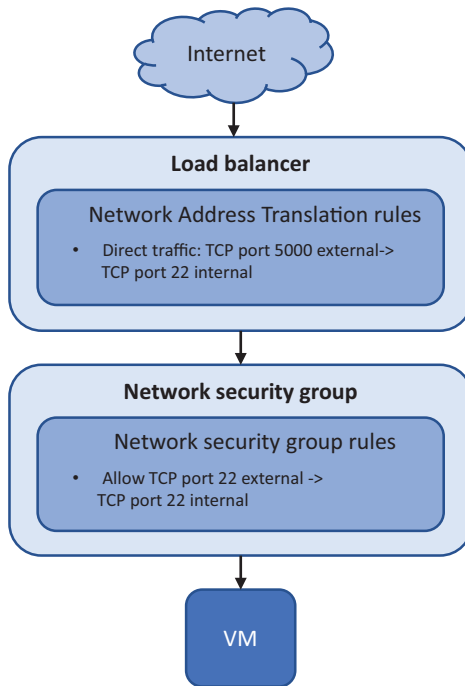 Internet
Load balancer
Network Address Translation rules
• Direct traffic: TCP port 5000 external->
TCP port 22 internal
Network security group
Network security group rules
• Allow TCP port 22 external ->
TCP port 22 internal
VM